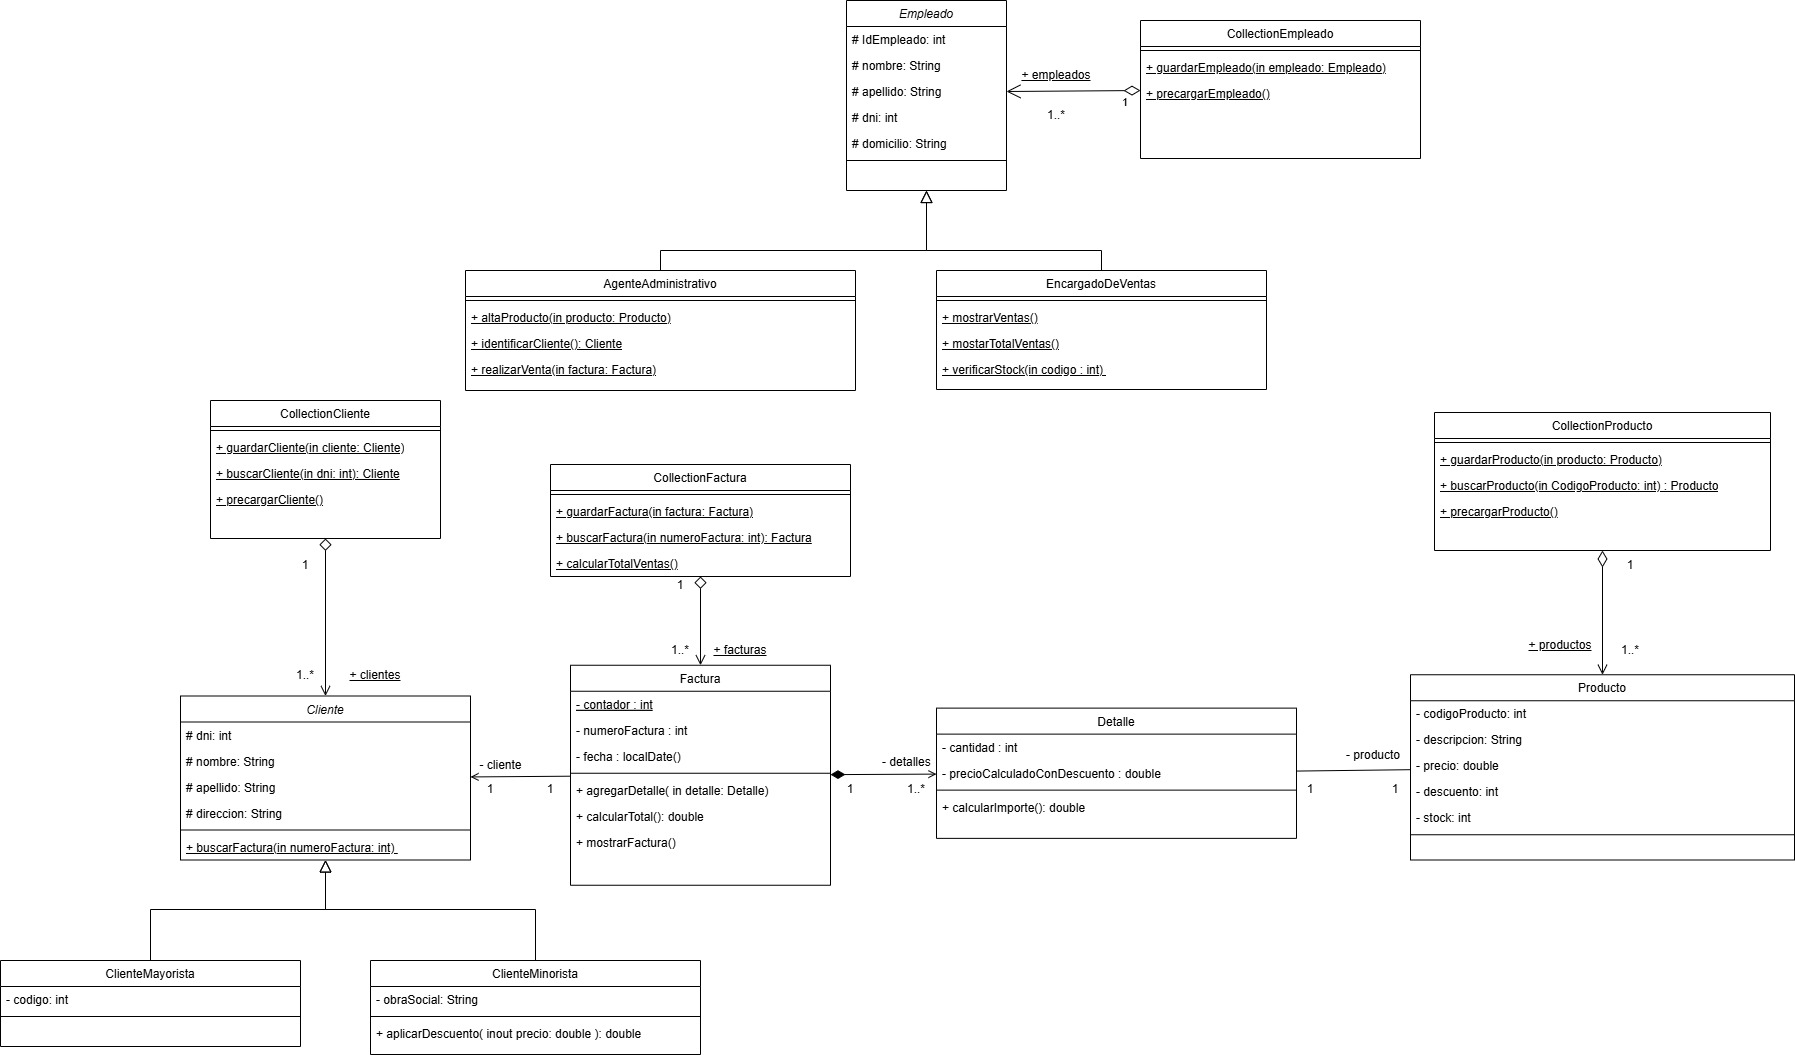 Empleado
# IdEmpleado: int
# nombre: String
# apellido: String
# dni: int
# domicilio: String
CollectionEmpleado
+ guardarEmpleado(in empleado: Empleado)
+ precargarEmpleado()
+ empleados
1
1..*
AgenteAdministrativo
+ altaProducto(in producto: Producto)
+ identificarCliente(): Cliente
+ realizarVenta(in factura: Factura)
EncargadoDeVentas
+ mostrarVentas()
+ mostarTotalVentas()
+ verificarStock(in codigo : int)
CollectionCliente
+ guardarCliente(in cliente: Cliente)
+ buscarCliente(in dni: int): Cliente
+ precargarCliente()
1
1..*
+ clientes
CollectionFactura
+ guardarFactura(in factura: Factura)
+ buscarFactura(in numeroFactura: int): Factura
+ calcularTotalVentas()
1
1..*
+ facturas
CollectionProducto
+ guardarProducto(in producto: Producto)
+ buscarProducto(in CodigoProducto: int) : Producto
+ precargarProducto()
1
+ productos
1..*
Cliente
# dni: int
# nombre: String
# apellido: String
# direccion: String
+ buscarFactura(in numeroFactura: int)
- cliente
1
1
Factura
- contador : int
- numeroFactura : int
- fecha : localDate()
+ agregarDetalle( in detalle: Detalle)
+ calcularTotal(): double
+ mostrarFactura()
- detalles
1
1..*
Detalle
- cantidad : int
- precioCalculadoConDescuento : double
+ calcularImporte(): double
- producto
1
1
Producto
- codigoProducto: int
- descripcion: String
- precio: double
- descuento: int
- stock: int
ClienteMayorista
- codigo: int
ClienteMinorista
- obraSocial: String
+ aplicarDescuento( inout precio: double ): double